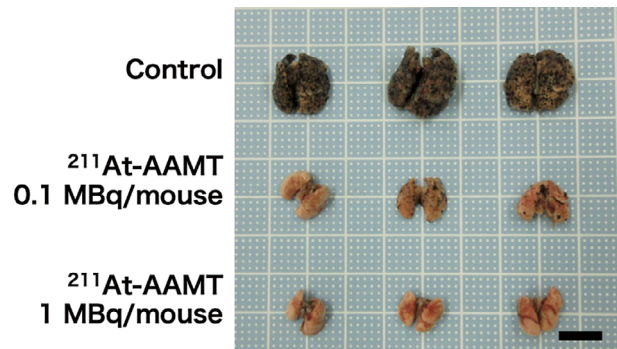 Control
²¹¹At-AAMT
0.1 MBq/mouse
²¹¹At-AAMT
1 MBq/mouse